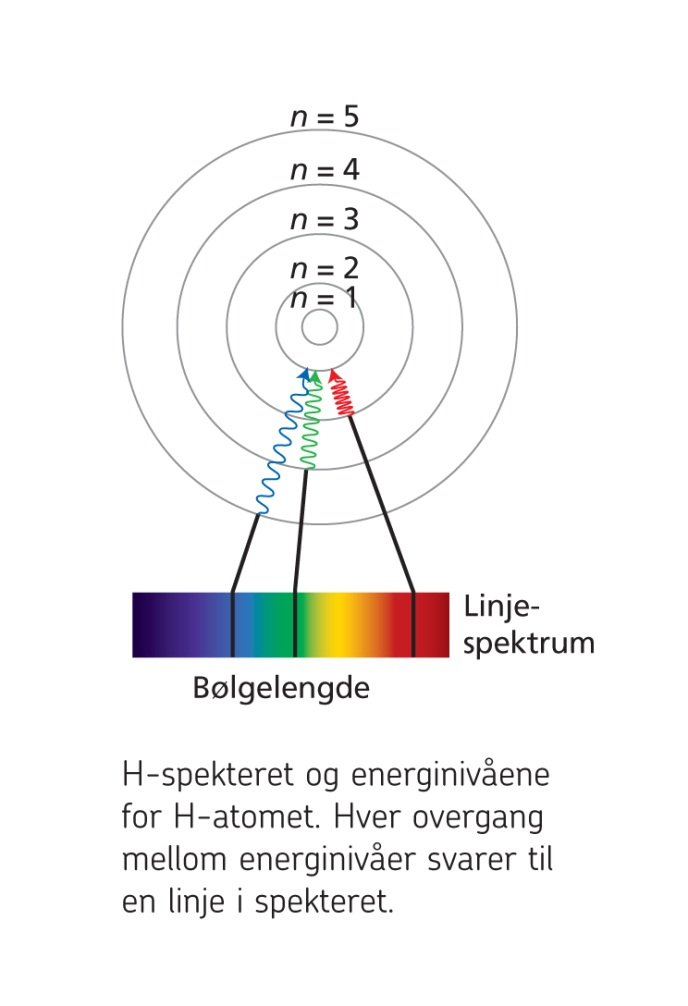 n = 5
n = 4
n = 3
n = 2
n = 1
Linje-
spektrum
Bølgelengde
H-spekteret og energinivåene
for H-atomet. Hver overgang
mellom energinivåer svarer til
en linje i spekteret.